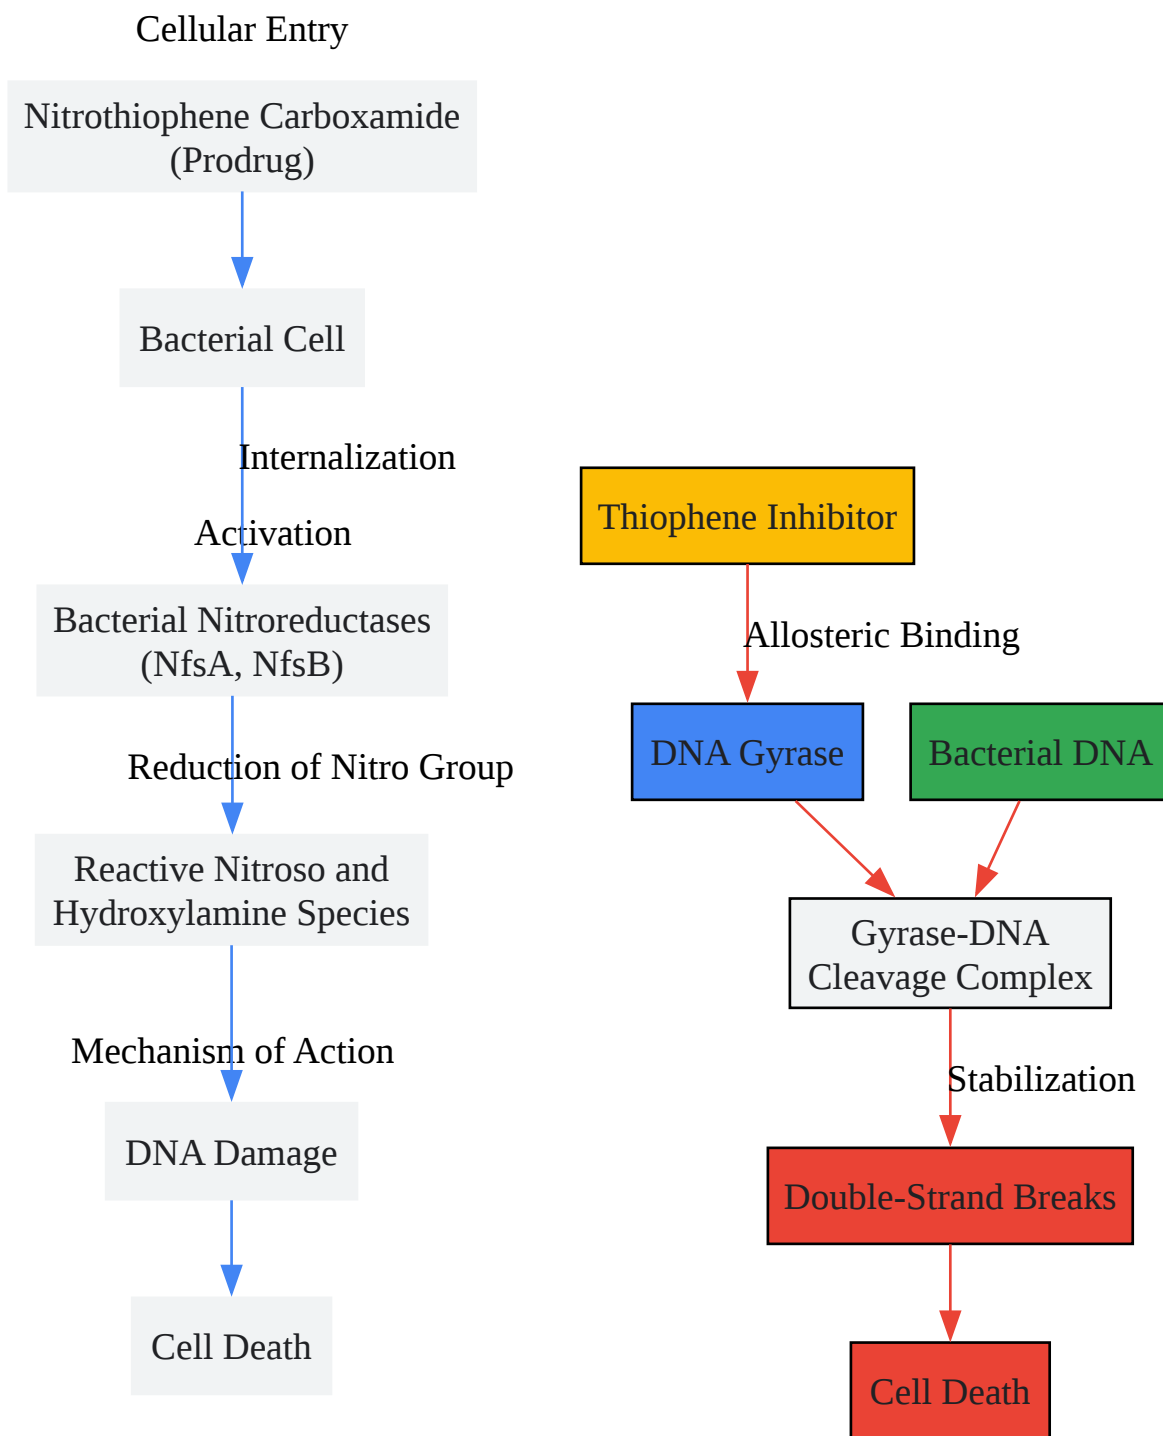 Cellular Entry
Nitrothiophene Carboxamide
(Prodrug)
Bacterial Cell
Internalization
Activation
Bacterial Nitroreductases
(NfsA, NfsB)
Reduction of Nitro Group
Reactive Nitroso and
Hydroxylamine Species
Mechanism of Action
DNA Damage
Cell Death
Thiophene Inhibitor
Allosteric Binding
DNA Gyrase
Bacterial DNA
Gyrase-DNA
Cleavage Complex
Stabilization
Double-Strand Breaks
Cell Death